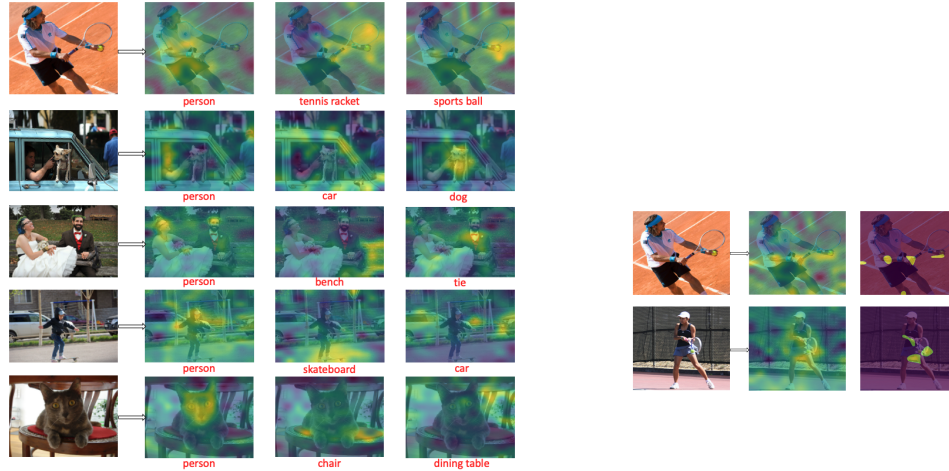 person tennis racket sports ball
person car dog
person bench tie
person skateboard car
person chair dining table